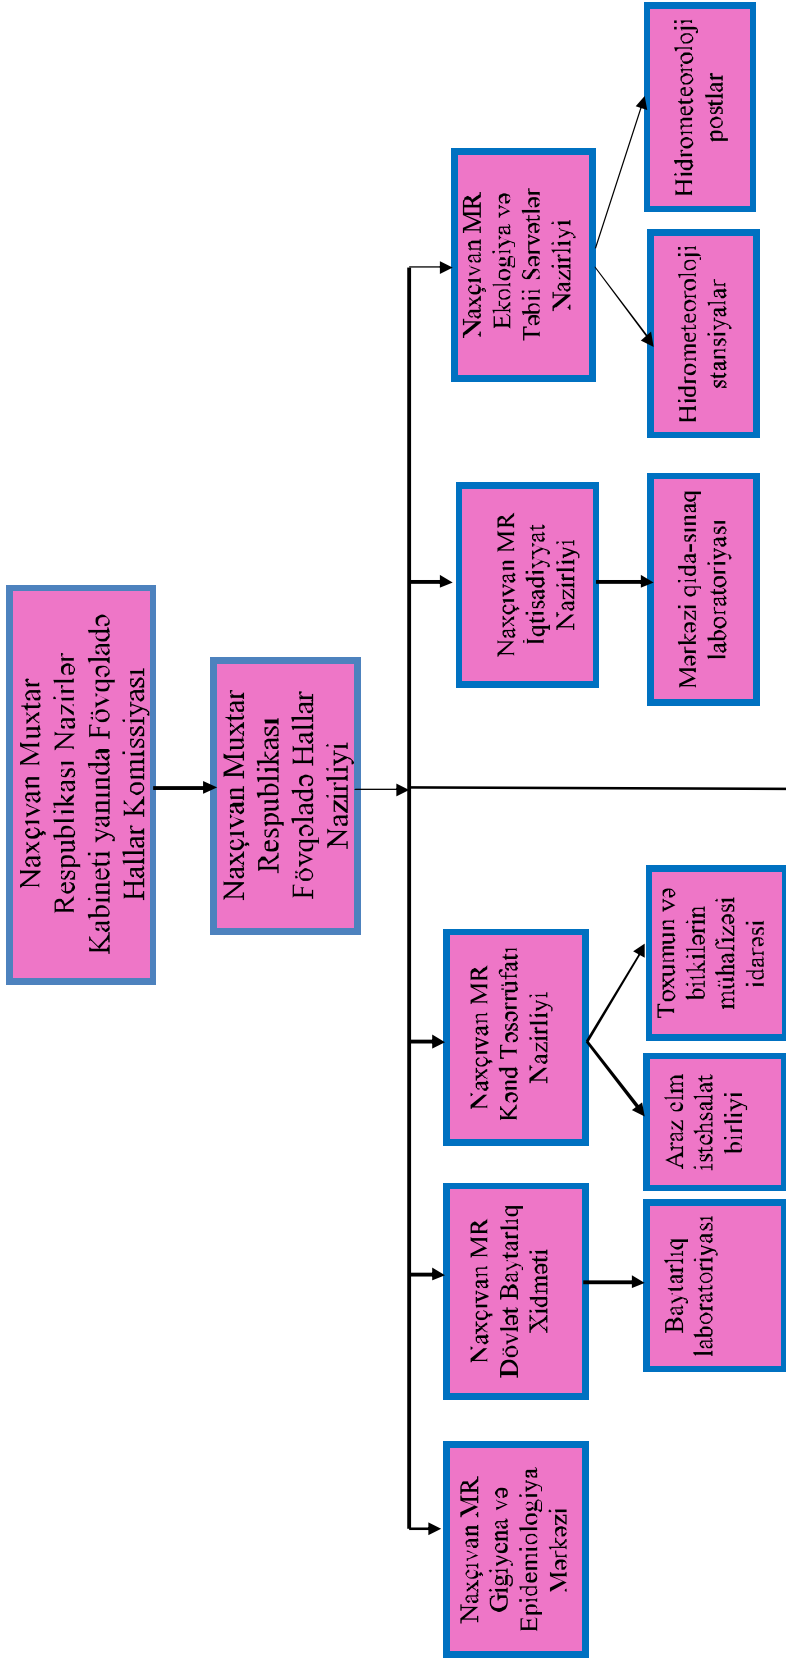 Naxçıvan Muxtar
Respublikası Nazirlər
Kabineti yanında Fövqəladə
Hallar Komissiyası
Naxçıvan Muxtar
Respublikası
Fövqəladə Hallar
Nazirliyi
Naxçıvan MR
Gigiyena və
Epidemiologiya
Mərkəzi
Naxçıvan MR
Dövlət Baytarlıq
Xidməti
Naxçıvan MR
Kənd Təsərrüfatı
Nazirliyi
Naxçıvan MR
İqtisadiyyat
Nazirliyi
Naxçıvan MR
Ekologiya və
Təbii Sərvətlər
Nazirliyi
Baytarlıq
laboratoriyası
Araz elm
istehsalat
birliyi
Toxumun və
bitkilərin
mühafizəsi
idarəsi
Mərkəzi qida-sınaq
laboratoriyası
Hidrometeoroloji
stansiyalar
Hidrometeoroloji
postlar